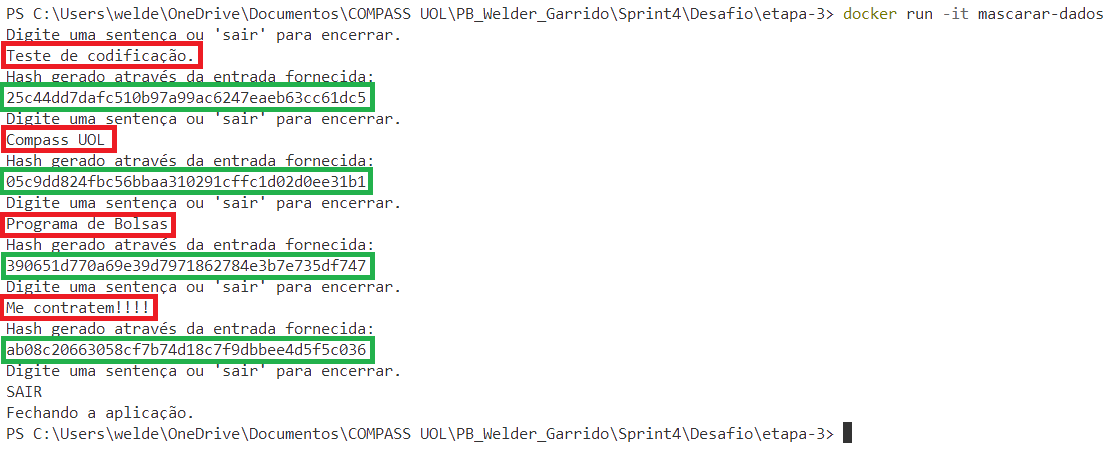 PS C:\Users\welde\OneDrive\Documentos\COMPASS UOL\PB_Welder_Garrido\Sprint4\Desafio\etapa-3> docker run -it mascarar-dados
Digite uma sentença ou 'sair' para encerrar.
Teste de codificação.
Hash gerado através da entrada fornecida:
25c44dd7dafc510b97a99ac6247eaeb63cc61dc5
Digite uma sentença ou 'sair' para encerrar.
Compass UOL
Hash gerado através da entrada fornecida:
05c9dd824fbc56bbaa310291cffc1d02d0ee31b1
Digite uma sentença ou 'sair' para encerrar.
Programa de Bolsas
Hash gerado através da entrada fornecida:
390651d770a69e39d7971862784e3b7e735df747
Digite uma sentença ou 'sair' para encerrar.
Me contratem!!!!
Hash gerado através da entrada fornecida:
ab08c20663058cf7b74d18c7f9dbbee4d5f5c036
Digite uma sentença ou 'sair' para encerrar.
SAIR
Fechando a aplicação.
PS C:\Users\welde\OneDrive\Documentos\COMPASS UOL\PB_Welder_Garrido\Sprint4\Desafio\etapa-3>